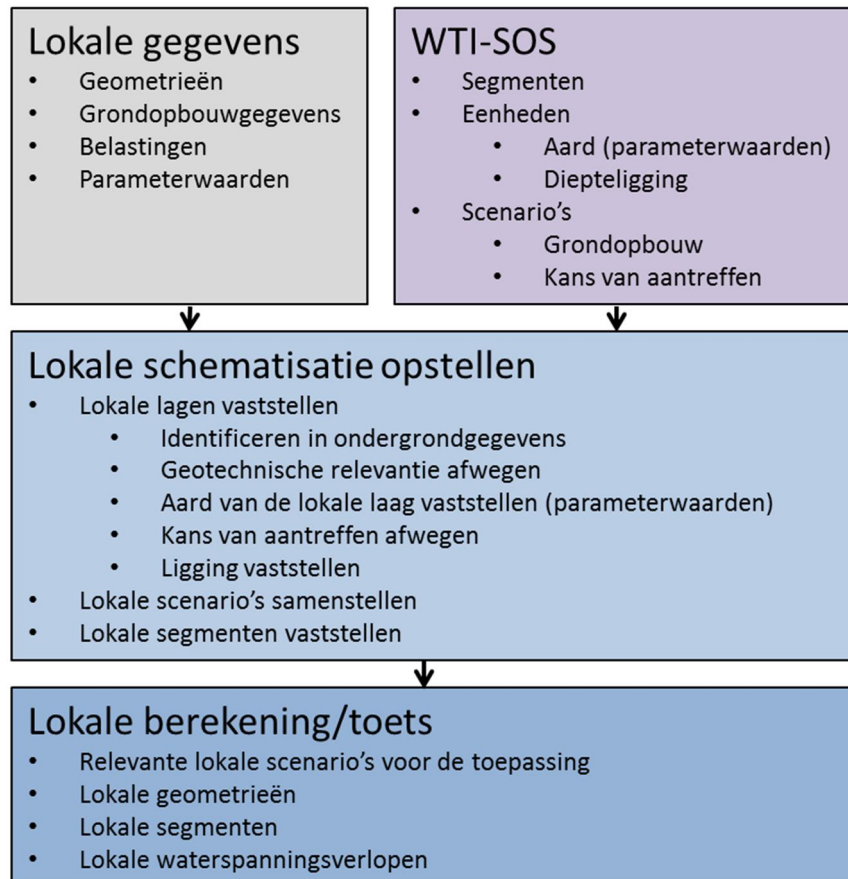 Lokale gegevens
• Geometrieën
• Grondopbouwgegevens
• Belastingen
• Parameterwaarden
WTI-SOS
• Segmenten
• Eenheden
• Aard (parameterwaarden)
• Diepteligging
• Scenario's
• Grondopbouw
• Kans van aantreffen
Lokale schematisatie opstellen
• Lokale lagen vaststellen
• Identificeren in ondergrondgegevens
• Geotechnische relevantie afwegen
• Aard van de lokale laag vaststellen (parameterwaarden)
• Kans van aantreffen afwegen
• Ligging vaststellen
• Lokale scenario's samenstellen
• Lokale segmenten vaststellen
Lokale berekening/toets
• Relevante lokale scenario's voor de toepassing
• Lokale geometrieën
• Lokale segmenten
• Lokale waterspanningsverlopen